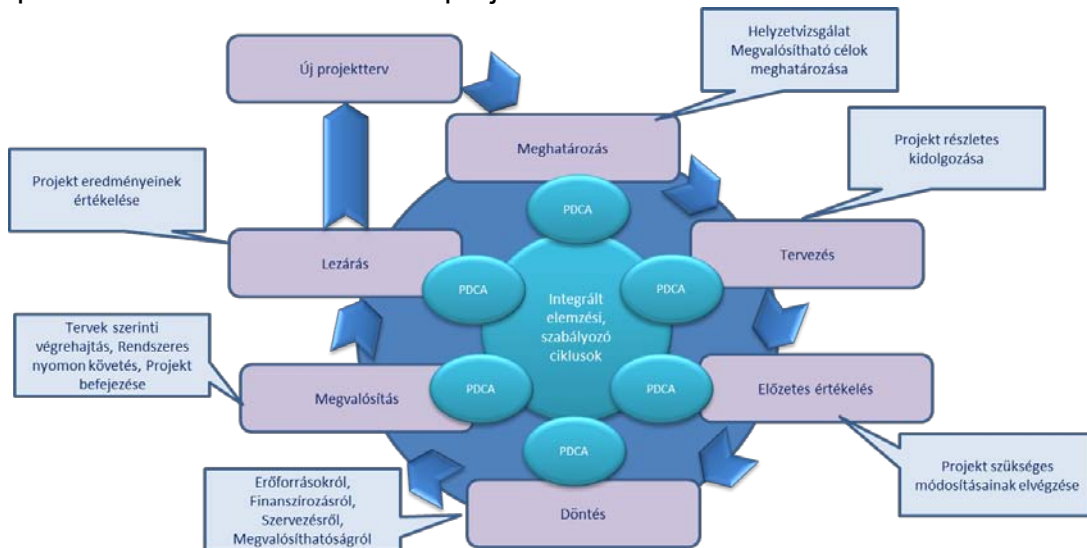 Új projektterv
Helyzetvizsgálat
Megvalósítható célok
meghatározása
Meghatározás
Projekt részletes
kidolgozása
Projekt eredményeinek
értékelése
PDCA
Lezárás
Tervezés
PDCA
PDCA
Integrált
elemzési,
szabályozó
ciklusok
Tervek szerinti
végrehajtás, Rendszeres
nyomon követés, Projekt
befejezése
Megvalósítás
PDCA
PDCA
Előzetes értékelés
PDCA
Projekt szükséges
módosításainak elvégzése
Erőforrásokról,
Finanszírozásról,
Szervezésről,
Megvalósíthatóságról
Döntés